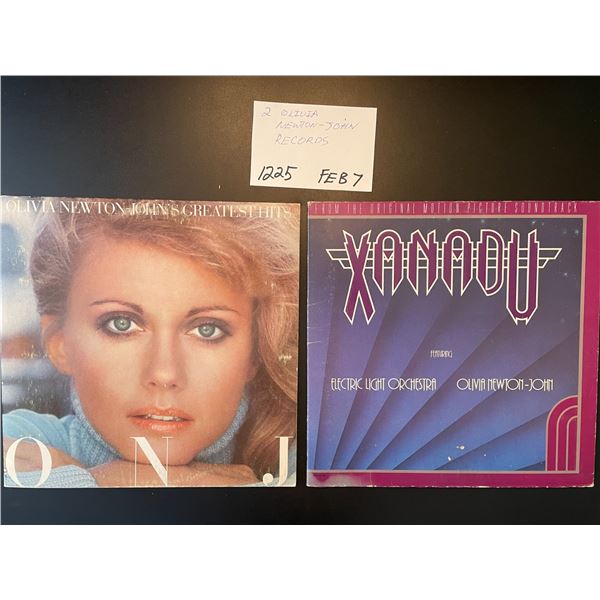 2 OLIVIA
NEWTON-JOHN
RECORDS
1225 FEB 7
OLIVIA NEWTON-JOHN'S GREATEST HITS
O N J
FROM THE ORIGINAL MOTION PICTURE SOUNDTRACK
XANADU
FEATURING
ELECTRIC LIGHT ORCHESTRA OLIVIA NEWTON-JOHN